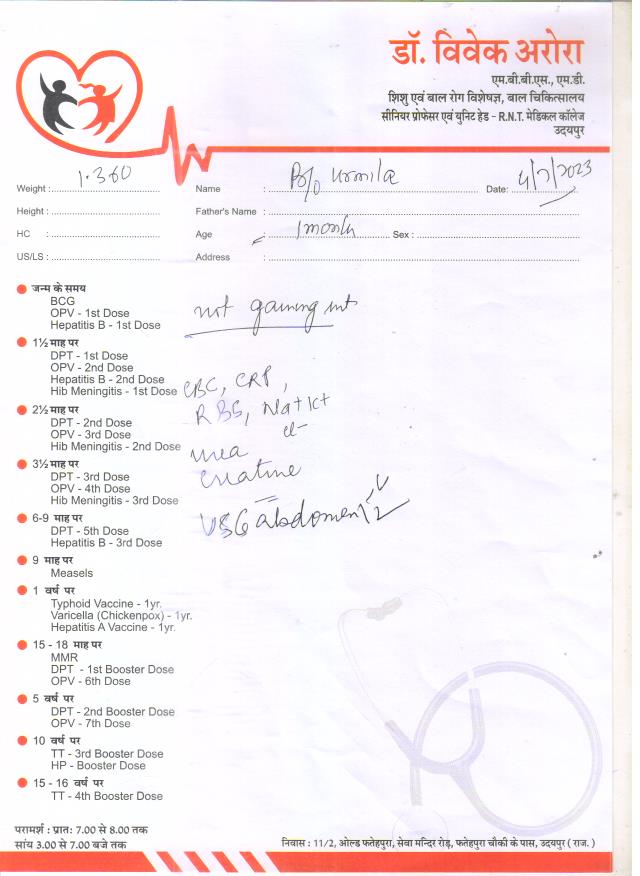 डॉ. विवेक अरोरा
एम.बी.बी.एस., एम.डी.
शिशु एवं बाल रोग विशेषज्ञ, बाल चिकित्सालय
सीनियर प्रोफेसर एवं युनिट हेड - R.N.T. मेडिकल कॉलेज
उदयपुर
Weight : 1.360 Name : B/o Urmila Date: 4/7/2023
Height : Father's Name :
HC : Age : 1 month Sex :
US/LS : Address :
जन्म के समय
BCG
OPV - 1st Dose
Hepatitis B - 1st Dose
not gaining wt
1½ माह पर
DPT - 1st Dose
OPV - 2nd Dose
Hepatitis B - 2nd Dose
Hib Meningitis - 1st Dose
CBC, CRP,
2½ माह पर
DPT - 2nd Dose
OPV - 3rd Dose
Hib Meningitis - 2nd Dose
RBS, Na+ K+
cl-
urea
3½ माह पर
DPT - 3rd Dose
OPV - 4th Dose
Hib Meningitis - 3rd Dose
creatine
6-9 माह पर
DPT - 5th Dose
Hepatitis B - 3rd Dose
USG abdomen
9 माह पर
Measels
1 वर्ष पर
Typhoid Vaccine - 1yr.
Varicella (Chickenpox) - 1yr.
Hepatitis A Vaccine - 1yr.
15 - 18 माह पर
MMR
DPT - 1st Booster Dose
OPV - 6th Dose
5 वर्ष पर
DPT - 2nd Booster Dose
OPV - 7th Dose
10 वर्ष पर
TT - 3rd Booster Dose
HP - Booster Dose
15 - 16 वर्ष पर
TT - 4th Booster Dose
परामर्श : प्रातः 7.00 से 8.00 तक
सांय 3.00 से 7.00 बजे तक
निवास : 11/2, ओल्ड फतेहपुरा, सेवा मन्दिर रोड़, फतेहपुरा चौकी के पास, उदयपुर ( राज. )